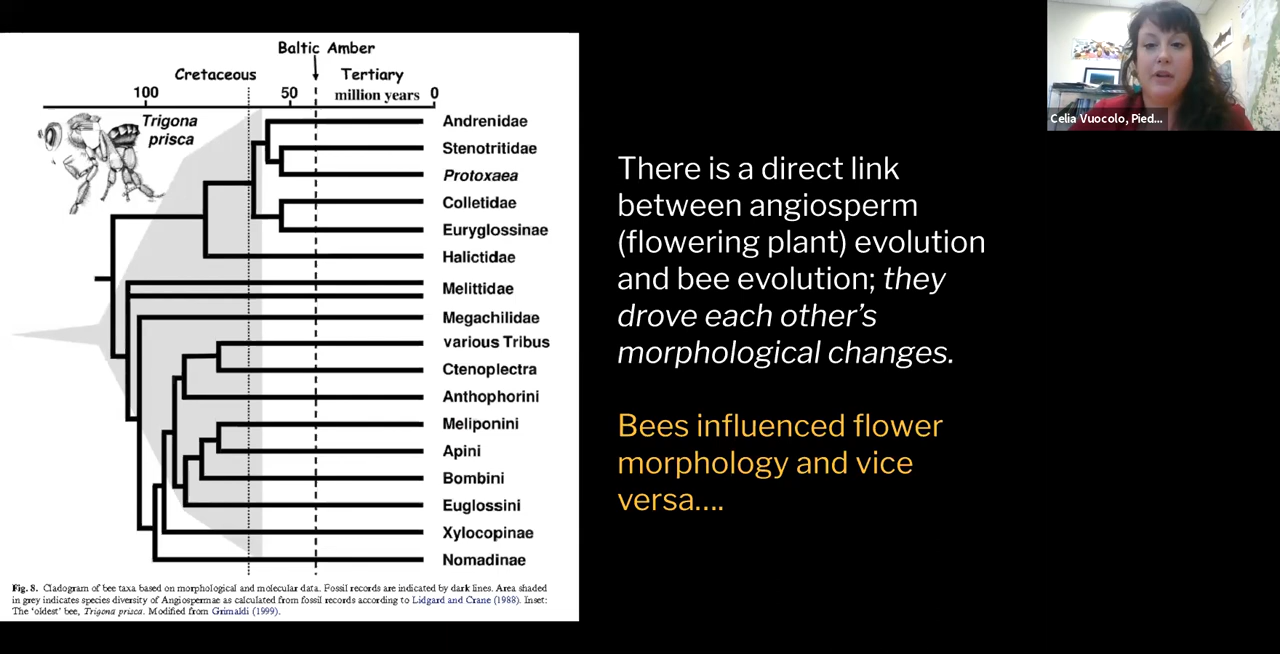 Baltic Amber
Cretaceous
Tertiary
100
50
million years
0
Trigona
prisca
Andrenidae
Stenotritidae
Protoxaea
Colletidae
Euryglossinae
Halictidae
Melittidae
Megachilidae
various Tribus
Ctenoplectra
Anthophorini
Meliponini
Apini
Bombini
Euglossini
Xylocopinae
Nomadinae
Fig. 8. Cladogram of bee taxa based on morphological and molecular data. Fossil records are indicated by dark lines. Area shaded
in grey indicates species diversity of Angiospermae as calculated from fossil records according to Lidgard and Crane (1988). Inset:
The ‘oldest’ bee, Trigona prisca. Modified from Grimaldi (1999).
There is a direct link
between angiosperm
(flowering plant) evolution
and bee evolution; they
drove each other’s
morphological changes.
Bees influenced flower
morphology and vice
versa....
Celia Vuocolo, Pied...